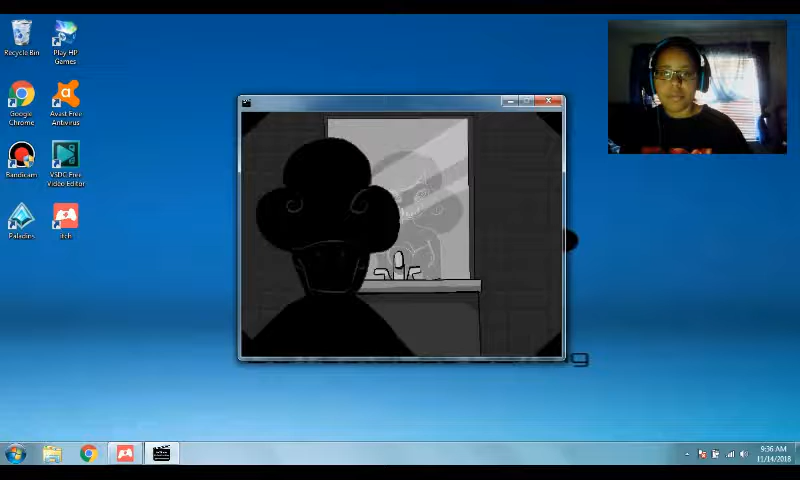 Recycle Bin
Play HP
Games
Google
Chrome
Avast Free
Antivirus
Bandicam
VSDC Free
Video Editor
Paladins
itch
g
9:36 AM
11/14/2018